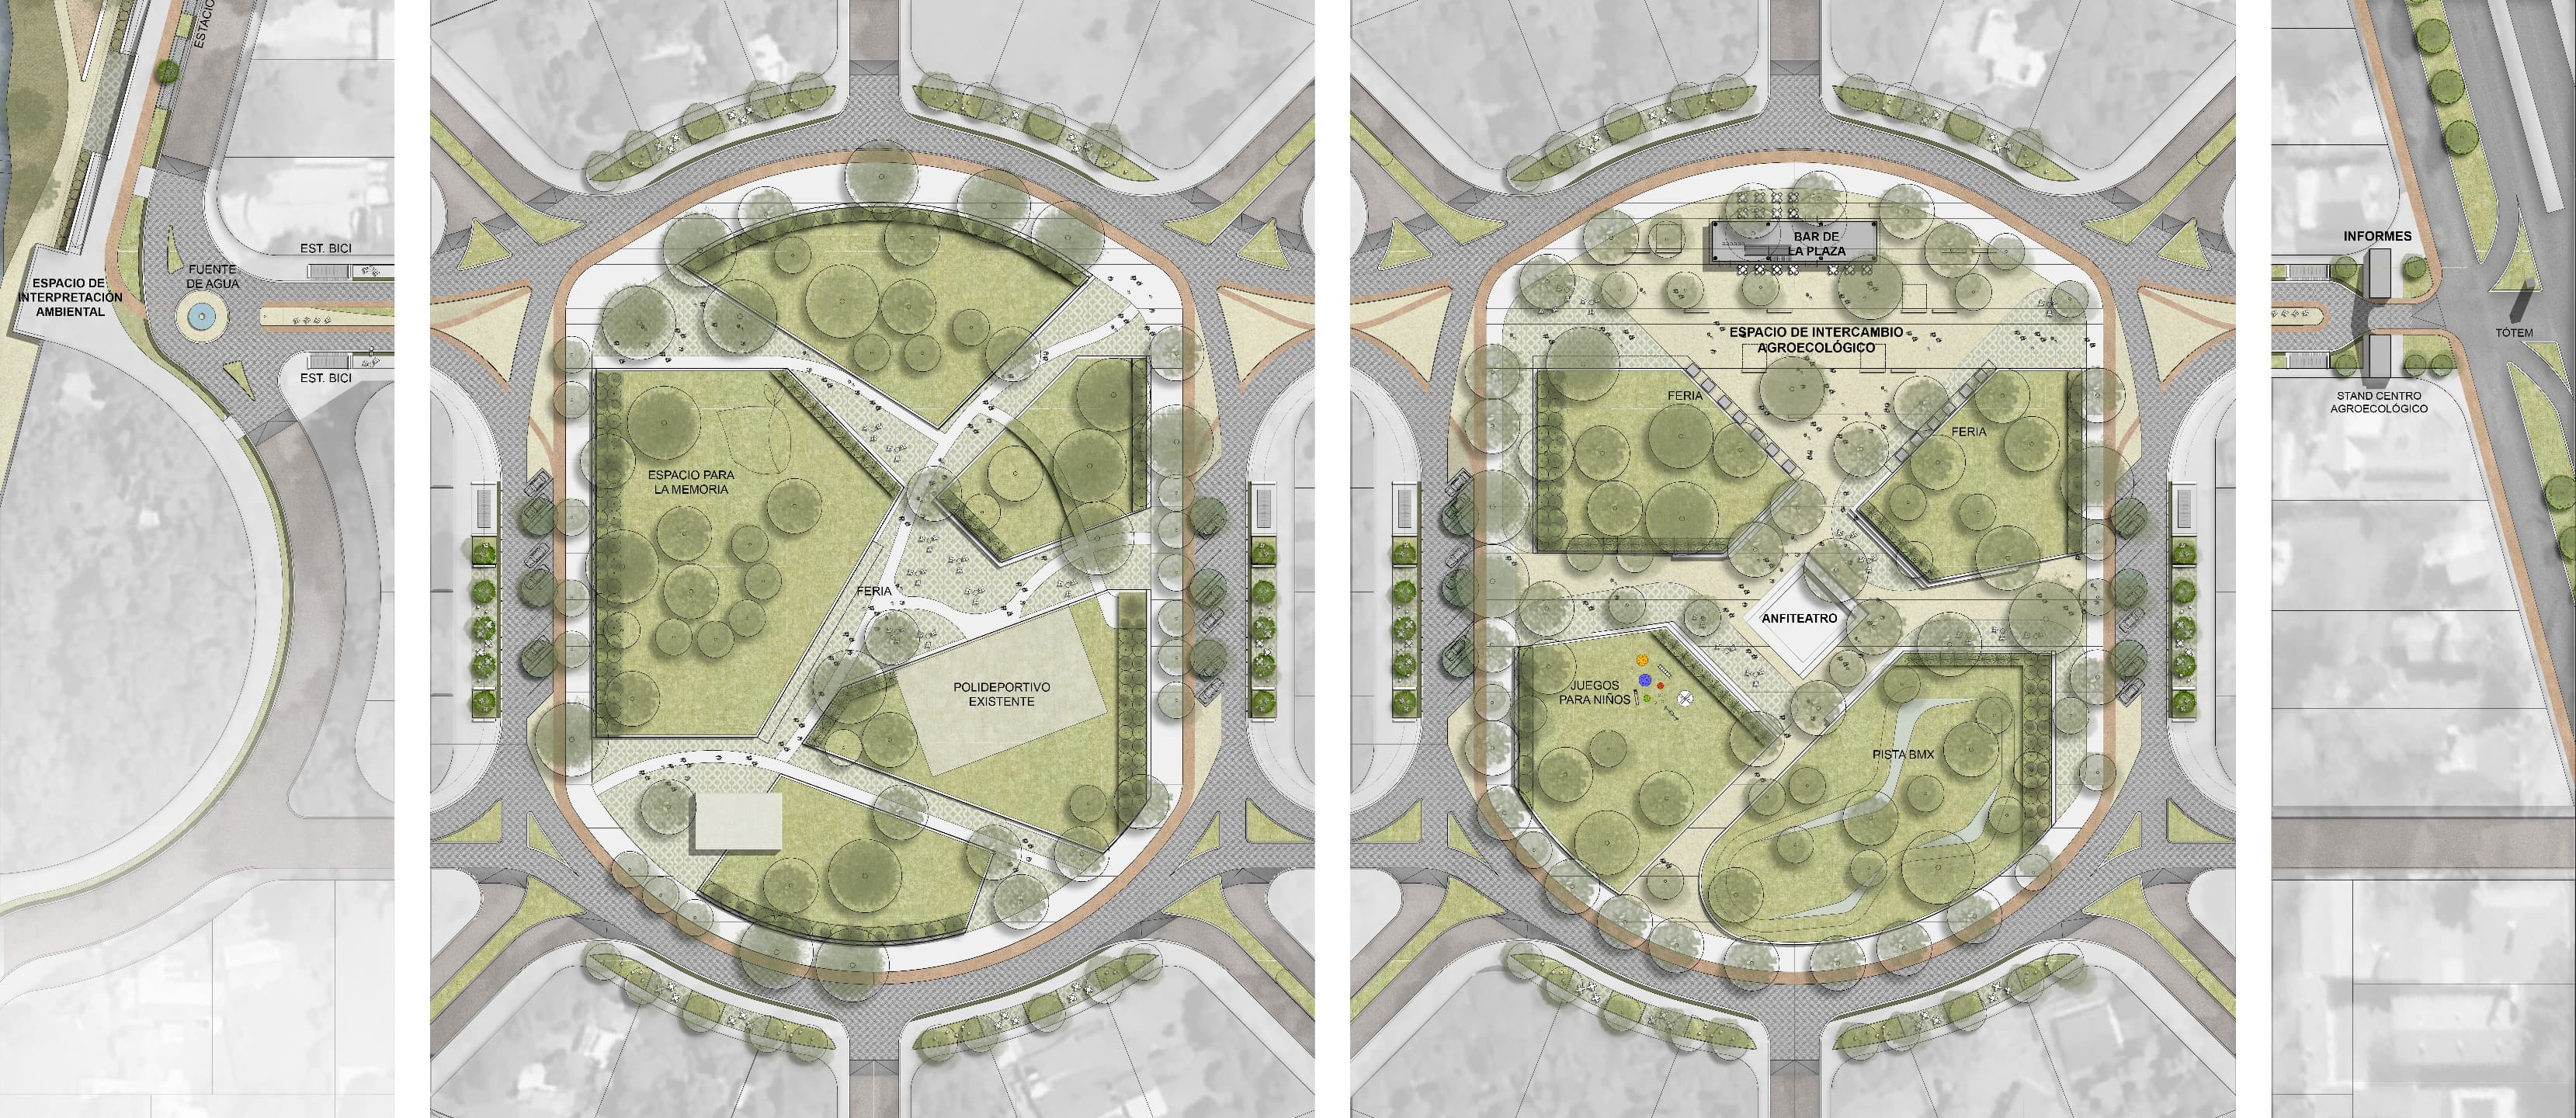 ESTACIO
EST. BICI
FUENTE
DE AGUA
ESPACIO DE
INTERPRETACIÓN
AMBIENTAL
EST. BICI
ESPACIO PARA
LA MEMORIA
FERIA
POLIDEPORTIVO
EXISTENTE
BAR DE
LA PLAZA
ESPACIO DE INTERCAMBIO
AGROECOLÓGICO
FERIA
FERIA
ANFITEATRO
JUEGOS
PARA NIÑOS
PISTA BMX
INFORMES
TÓTEM
STAND CENTRO
AGROECOLÓGICO